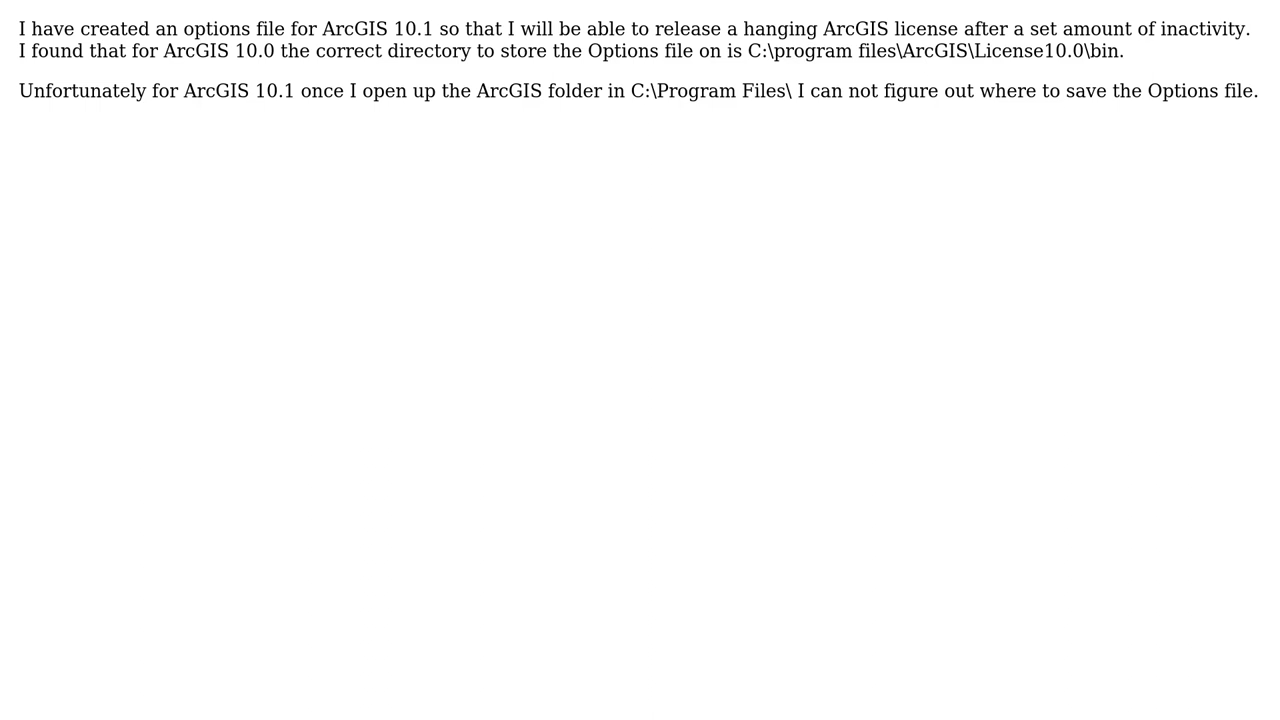 I have created an options file for ArcGIS 10.1 so that I will be able to release a hanging ArcGIS license after a set amount of inactivity.
I found that for ArcGIS 10.0 the correct directory to store the Options file on is C:\program files\ArcGIS\License10.0\bin.
Unfortunately for ArcGIS 10.1 once I open up the ArcGIS folder in C:\Program Files\ I can not figure out where to save the Options file.